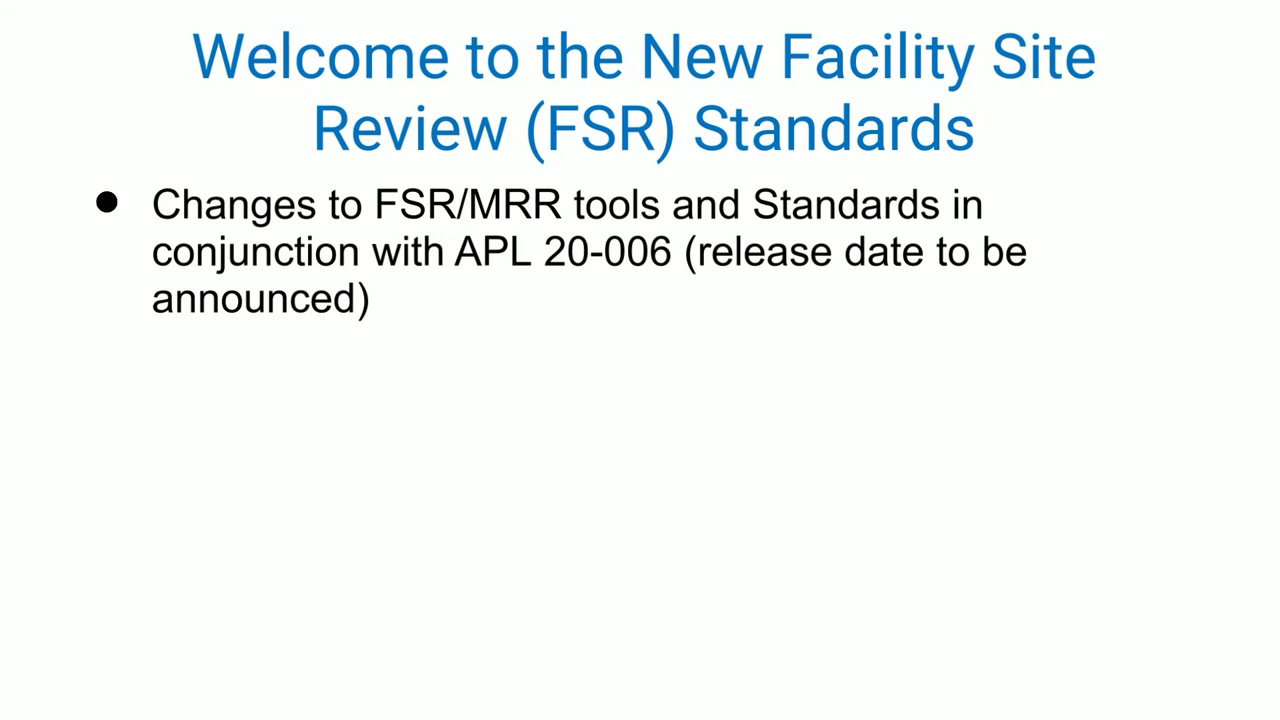 Welcome to the New Facility Site
Review (FSR) Standards
● Changes to FSR/MRR tools and Standards in
conjunction with APL 20-006 (release date to be
announced)